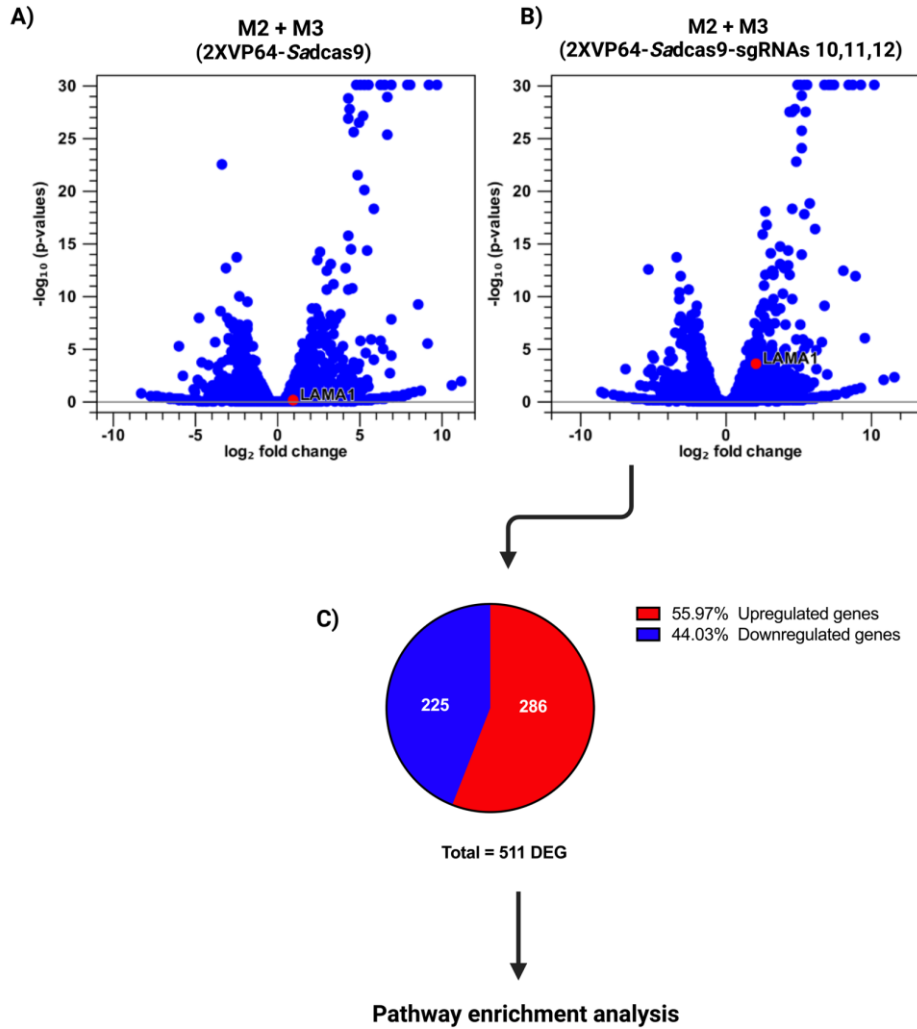 A)
M2 + M3
(2XVP64-Sadcas9)
30
25
20
15
10
5
0
-log₁₀ (p-values)
LAMA1
-10
-5
0
5
10
log₂ fold change
B)
M2 + M3
(2XVP64-Sadcas9-sgRNAs 10,11,12)
30
25
20
15
10
5
0
-log₁₀ (p-values)
LAMA1
-10
0
10
log₂ fold change
C)
55.97% Upregulated genes
44.03% Downregulated genes
225
286
Total = 511 DEG
Pathway enrichment analysis